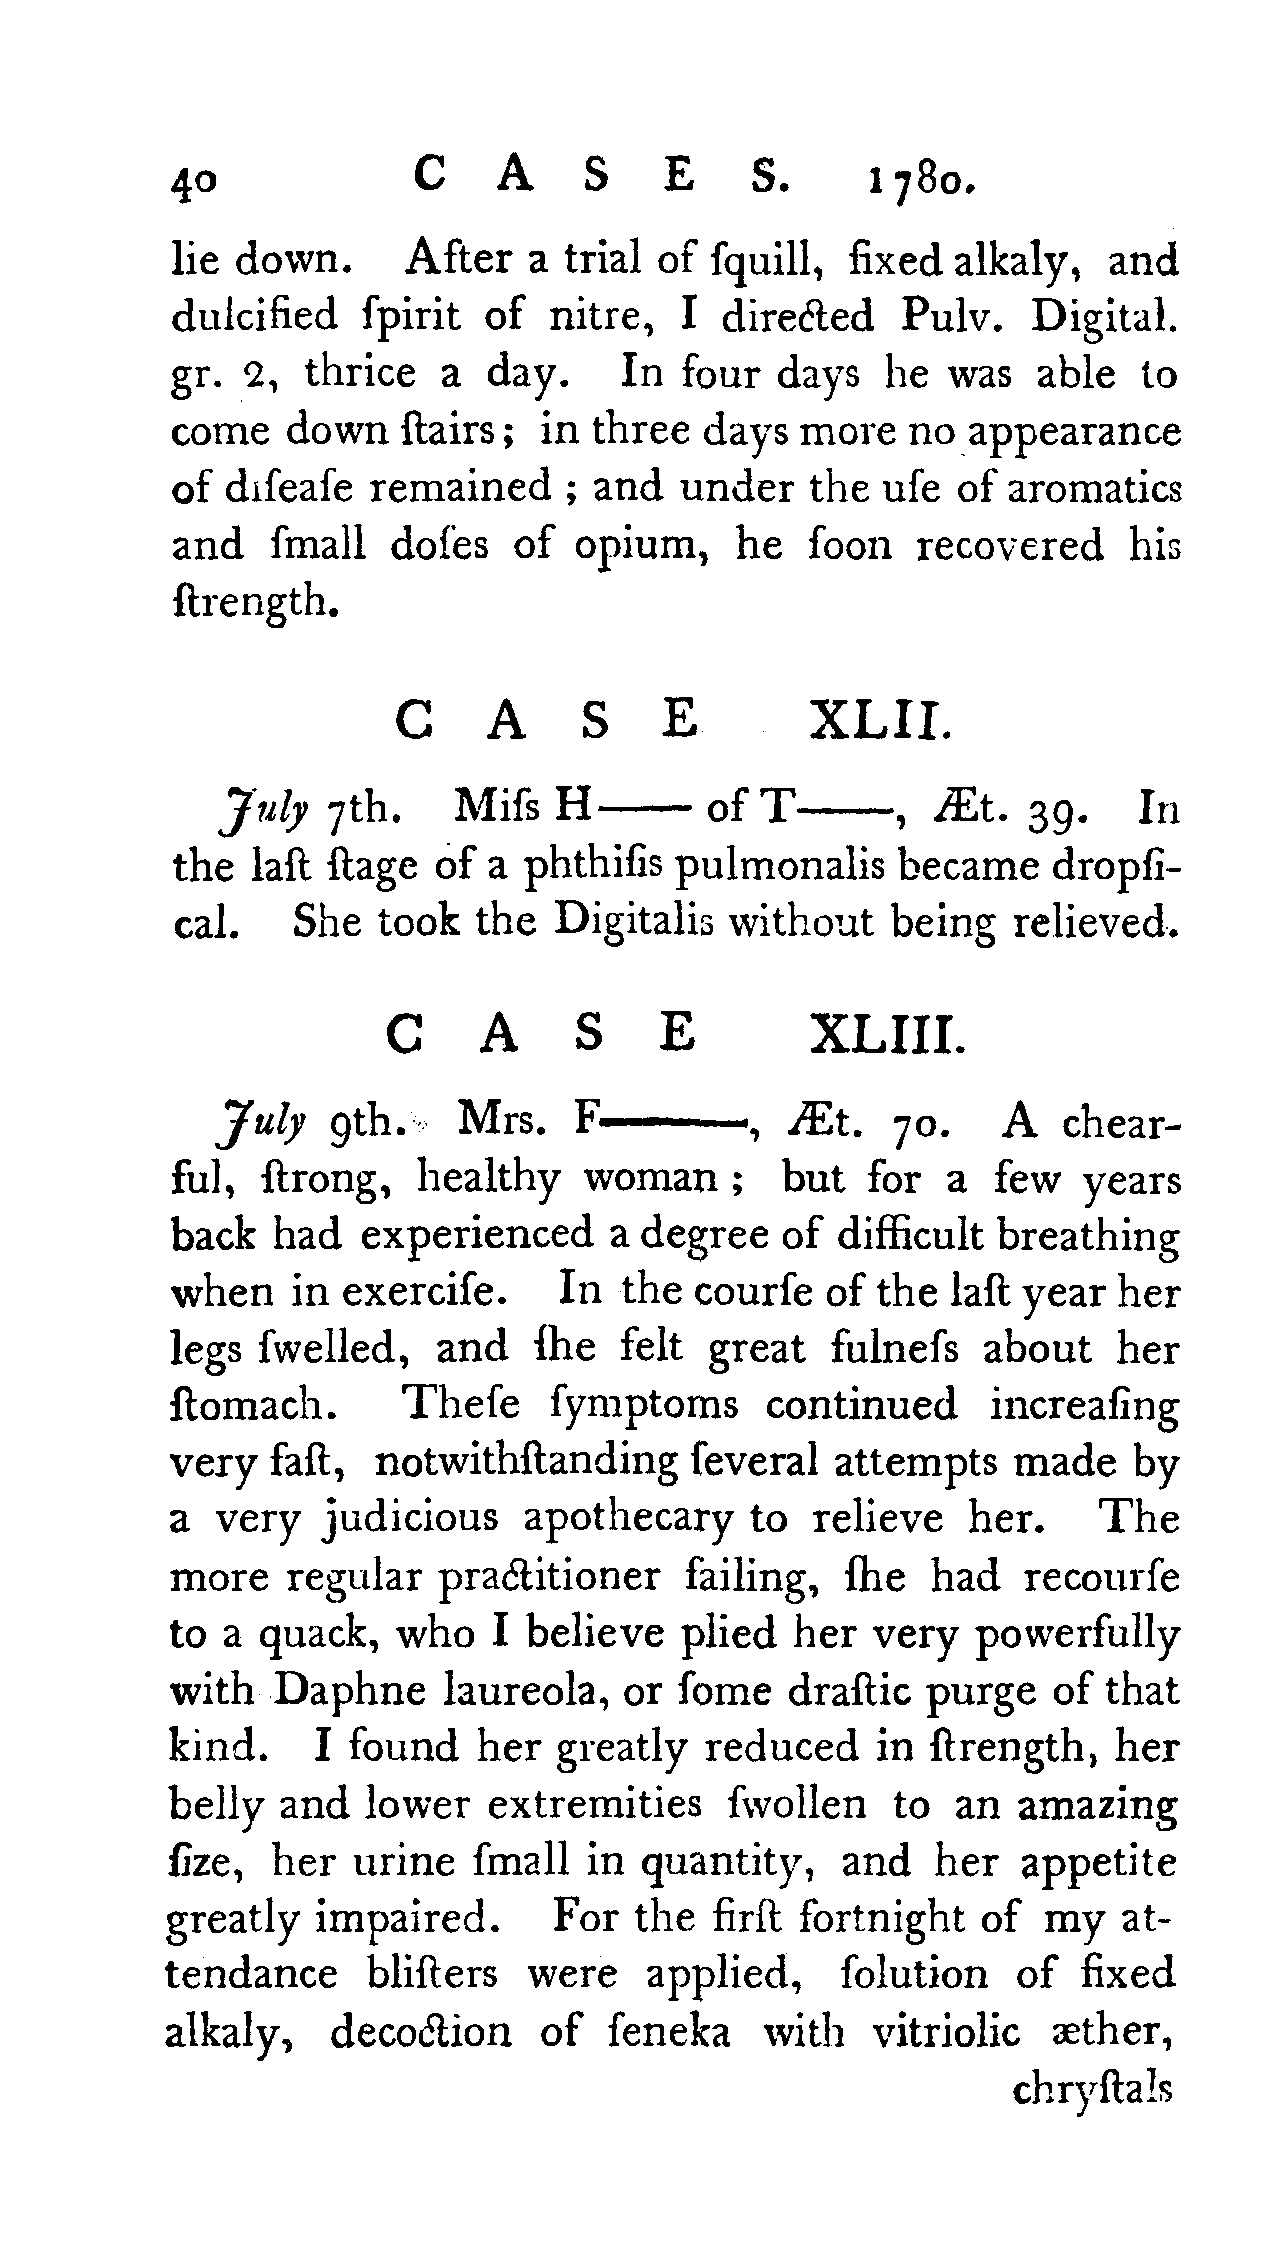 40 C A S E S. 1780.
lie down. After a trial of ſquill, fixed alkaly, and
dulcified ſpirit of nitre, I directed Pulv. Digital.
gr. 2, thrice a day. In four days he was able to
come down ſtairs; in three days more no appearance
of diſeaſe remained; and under the uſe of aromatics
and ſmall doſes of opium, he ſoon recovered his
ſtrength.
C A S E XLII.
July 7th. Miſs H—— of T——, Æt. 39. In
the laſt ſtage of a phthiſis pulmonalis became dropſi-
cal. She took the Digitalis without being relieved.
C A S E XLIII.
July 9th. Mrs. F———, Æt. 70. A chear-
ful, ſtrong, healthy woman; but for a few years
back had experienced a degree of difficult breathing
when in exerciſe. In the courſe of the laſt year her
legs ſwelled, and ſhe felt great fulneſs about her
ſtomach. Theſe ſymptoms continued increaſing
very faſt, notwithſtanding ſeveral attempts made by
a very judicious apothecary to relieve her. The
more regular practitioner failing, ſhe had recourſe
to a quack, who I believe plied her very powerfully
with Daphne laureola, or ſome draſtic purge of that
kind. I found her greatly reduced in ſtrength, her
belly and lower extremities ſwollen to an amazing
ſize, her urine ſmall in quantity, and her appetite
greatly impaired. For the firſt fortnight of my at-
tendance bliſters were applied, ſolution of fixed
alkaly, decoction of ſeneka with vitriolic æther,
chryſtals